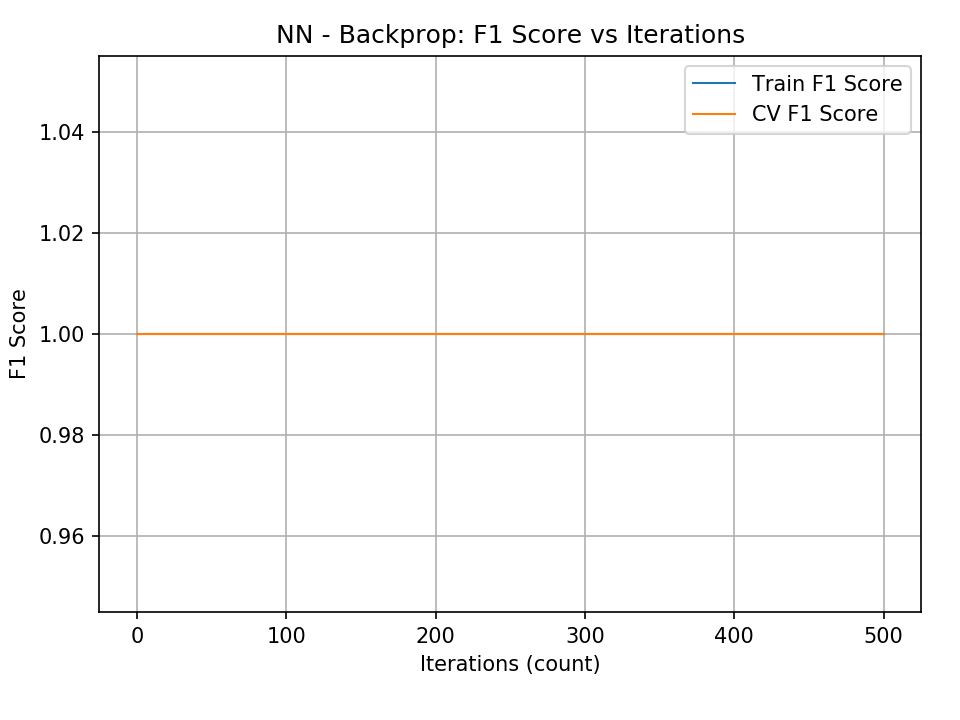 NN - Backprop: F1 Score vs Iterations
Train F1 Score
CV F1 Score
1.04
1.02
1.00
0.98
0.96
F1 Score
0 100 200 300 400 500
Iterations (count)